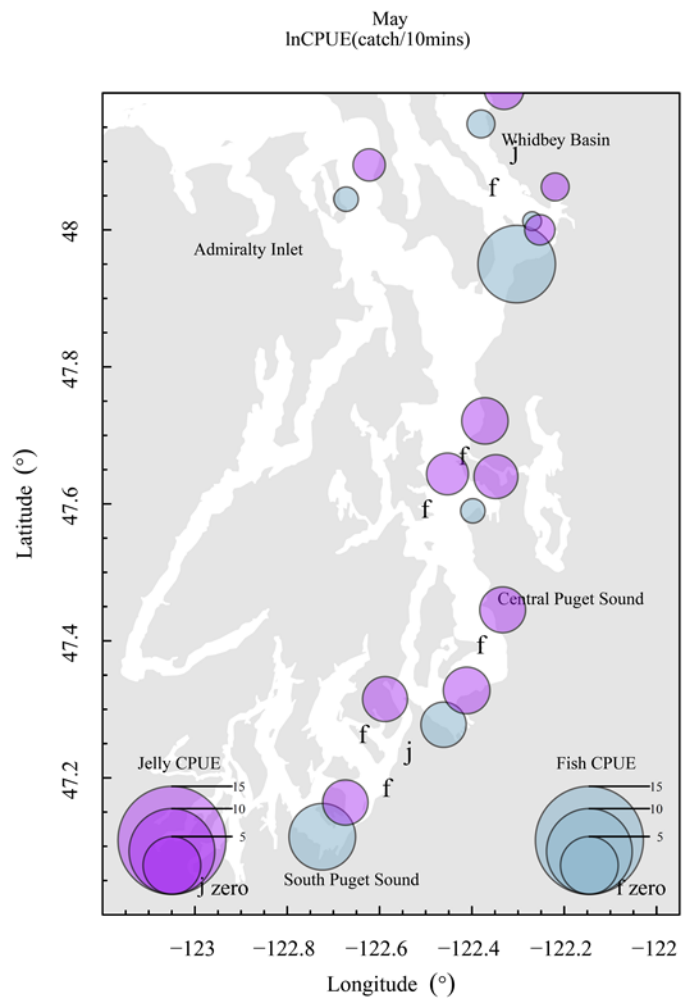 May
lnCPUE(catch/10mins)
Whidbey Basin
j
f
Admiralty Inlet
48
47.8
f
47.6
f
Latitude (°)
Central Puget Sound
47.4
f
f
j
47.2
f
Jelly CPUE
15
10
5
j zero
Fish CPUE
15
10
5
f zero
South Puget Sound
−123
−122.8
−122.6
−122.4
−122.2
−122
Longitude (°)